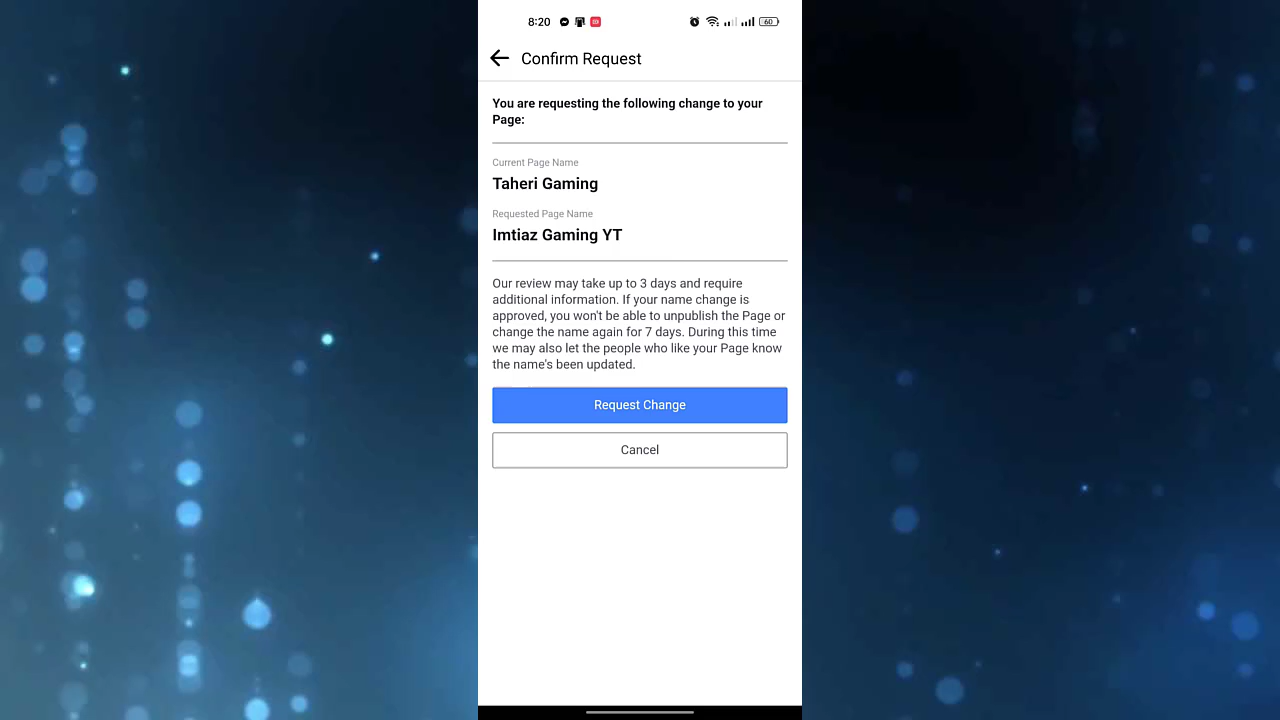 8:20
60
Confirm Request
You are requesting the following change to your
Page:
Current Page Name
Taheri Gaming
Requested Page Name
Imtiaz Gaming YT
Our review may take up to 3 days and require
additional information. If your name change is
approved, you won't be able to unpublish the Page or
change the name again for 7 days. During this time
we may also let the people who like your Page know
the name's been updated.
Request Change
Cancel